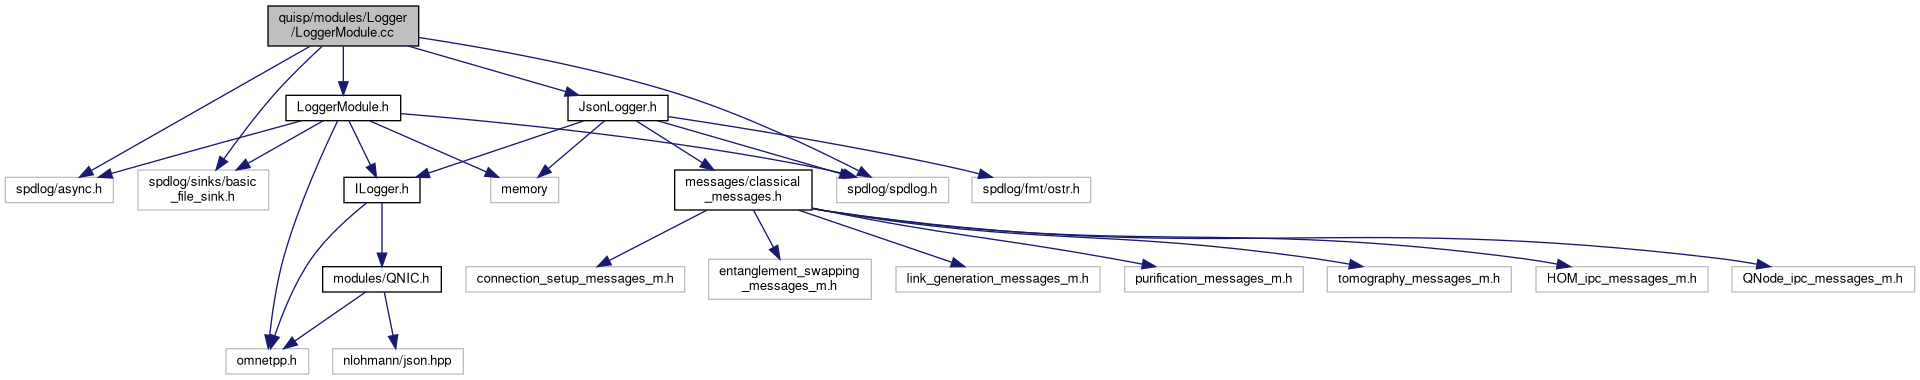 quisp/modules/Logger
/LoggerModule.cc
LoggerModule.h
JsonLogger.h
spdlog/async.h
spdlog/sinks/basic
_file_sink.h
ILogger.h
memory
messages/classical
_messages.h
spdlog/spdlog.h
spdlog/fmt/ostr.h
modules/QNIC.h
connection_setup_messages_m.h
entanglement_swapping
_messages_m.h
link_generation_messages_m.h
purification_messages_m.h
tomography_messages_m.h
HOM_ipc_messages_m.h
QNode_ipc_messages_m.h
omnetpp.h
nlohmann/json.hpp